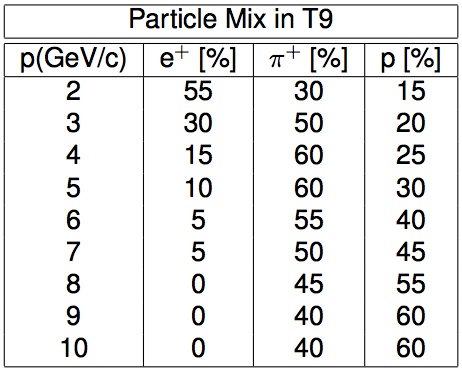 Particle Mix in T9
p(GeV/c) e⁺ [%] π⁺ [%] p [%]
2 55 30 15
3 30 50 20
4 15 60 25
5 10 60 30
6 5 55 40
7 5 50 45
8 0 45 55
9 0 40 60
10 0 40 60